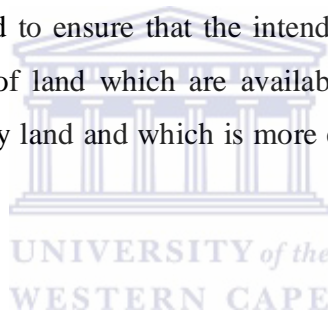 d to ensure that the intend
of land which are availab
y land and which is more
UNIVERSITY of the
WESTERN CAPE